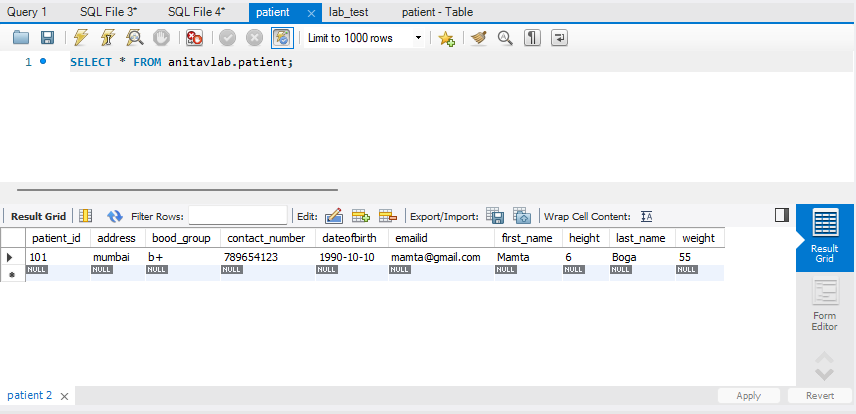 Query 1 SQL File 3* SQL File 4* patient lab_test patient - Table
Limit to 1000 rows
1 SELECT * FROM anitavlab.patient;
Result Grid Filter Rows: Edit: Export/Import: Wrap Cell Content:
patient_id address bood_group contact_number dateofbirth emailid first_name height last_name weight
101 mumbai b+ 789654123 1990-10-10 mamta@gmail.com Mamta 6 Boga 55
NULL NULL NULL NULL NULL NULL NULL NULL NULL NULL
Result
Grid
Form
Editor
patient 2 Apply Revert